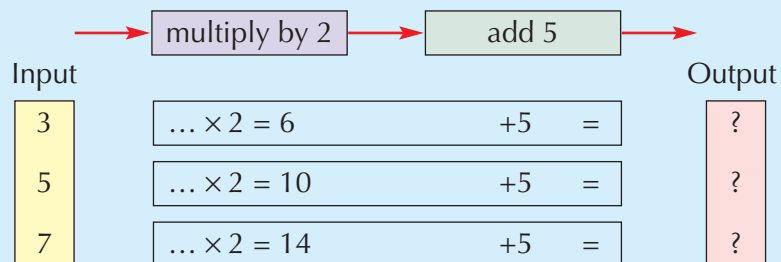 multiply by 2 add 5
Input Output
3 … × 2 = 6 +5 = ?
5 … × 2 = 10 +5 = ?
7 … × 2 = 14 +5 = ?